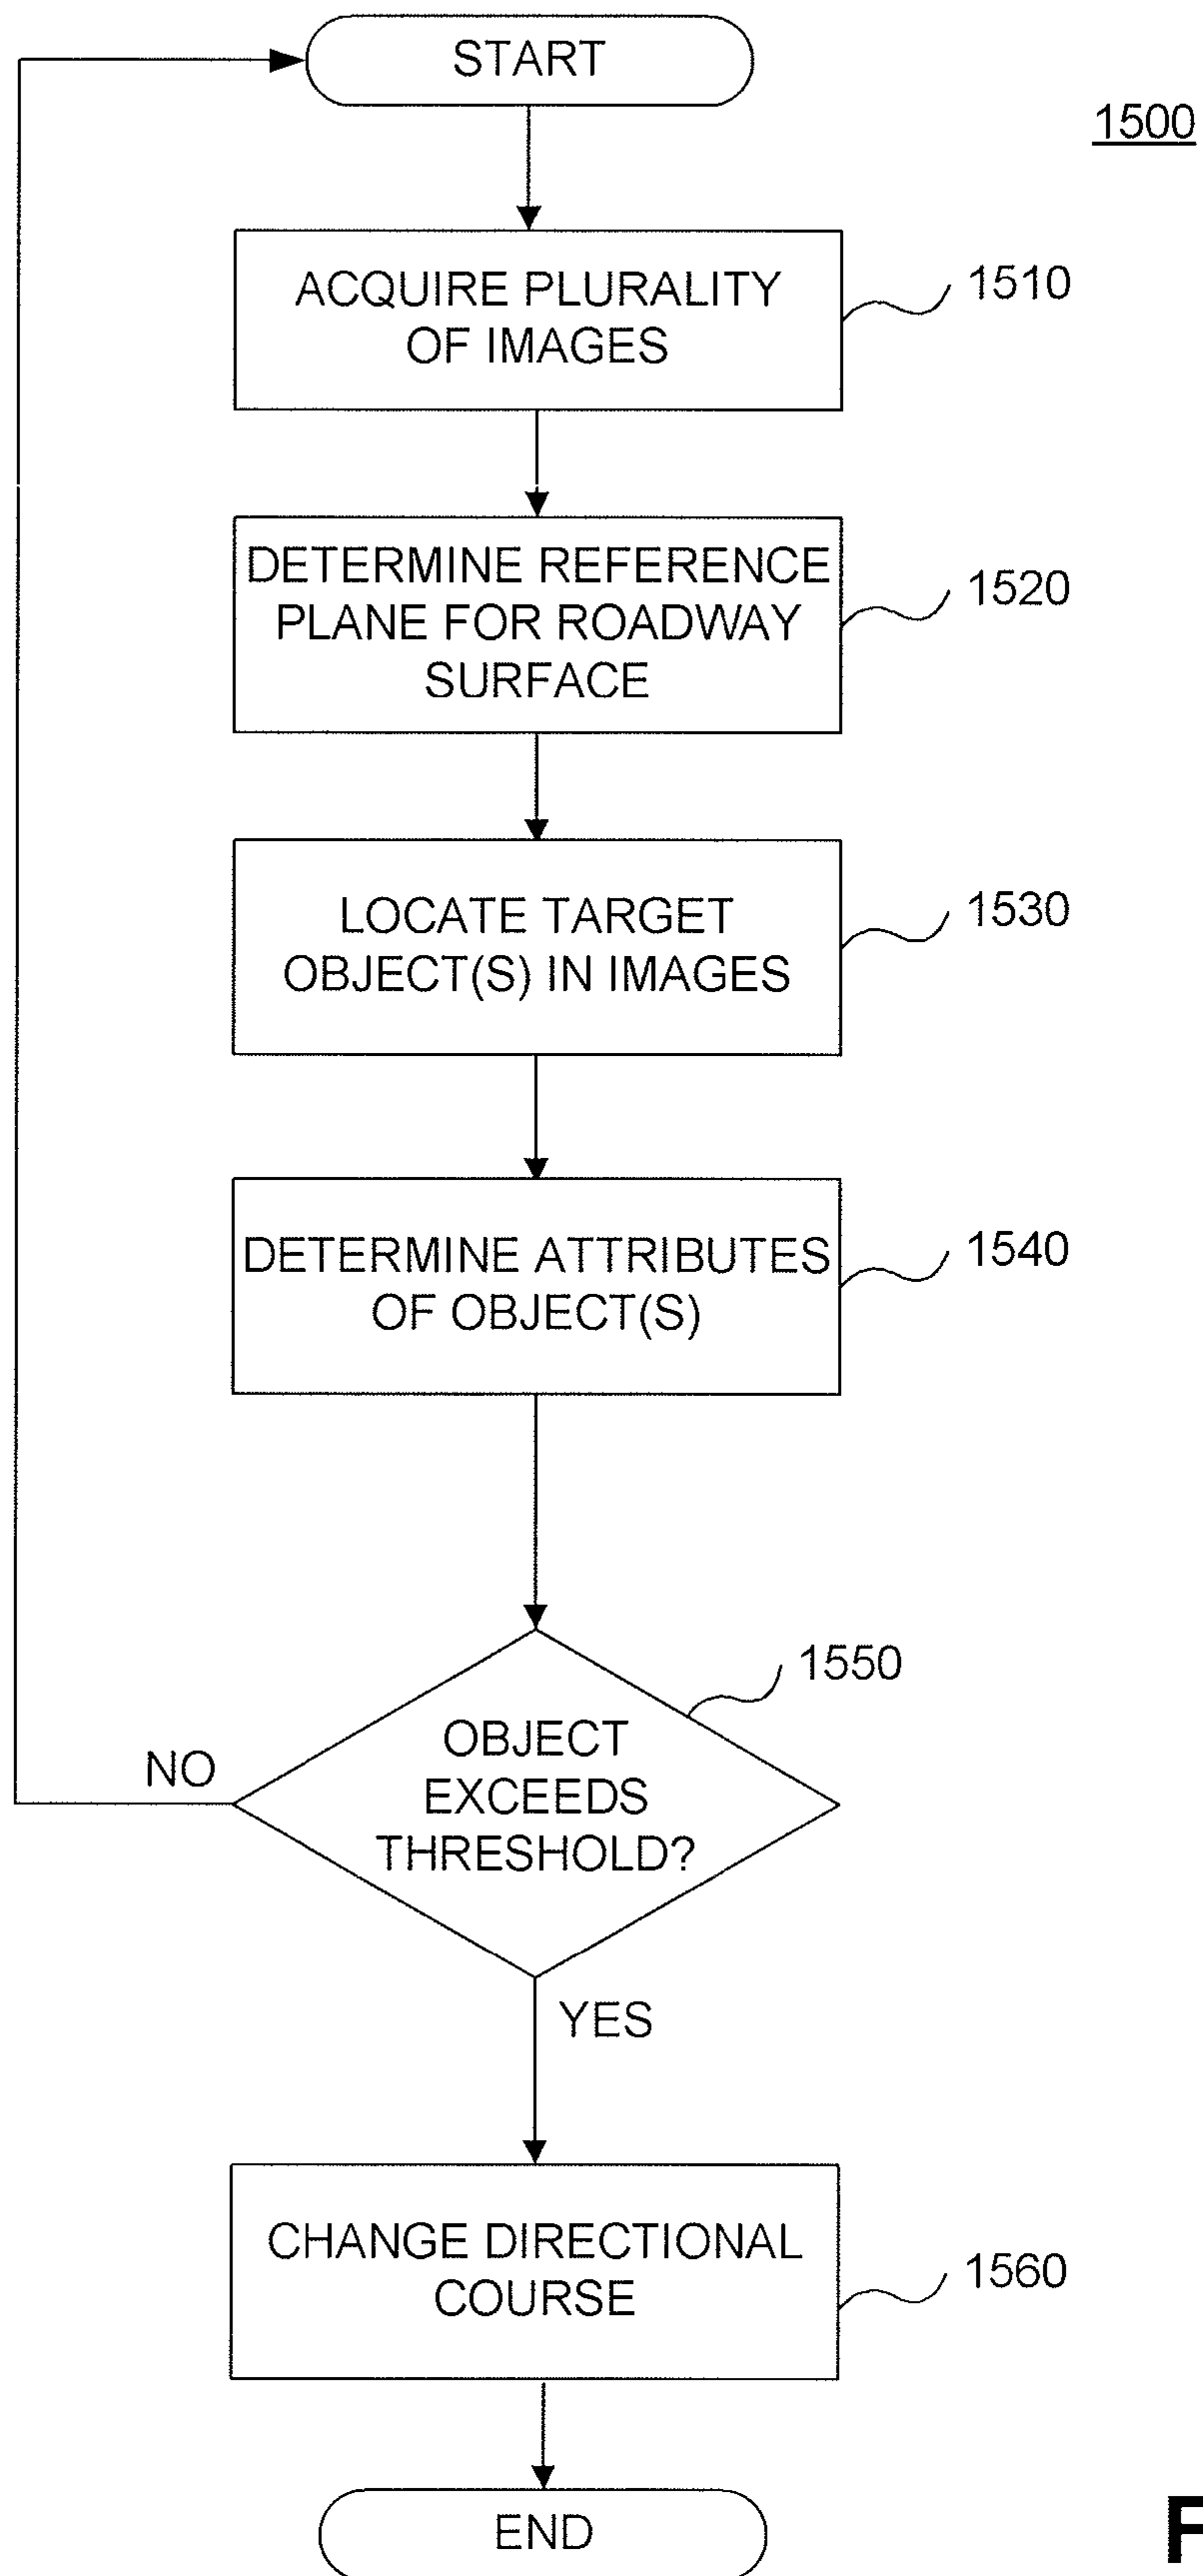 START
1500
ACQUIRE PLURALITY
OF IMAGES
1510
DETERMINE REFERENCE
PLANE FOR ROADWAY
SURFACE
1520
LOCATE TARGET
OBJECT(S) IN IMAGES
1530
DETERMINE ATTRIBUTES
OF OBJECT(S)
1540
1550
OBJECT
EXCEEDS
THRESHOLD?
NO
YES
CHANGE DIRECTIONAL
COURSE
1560
END
F